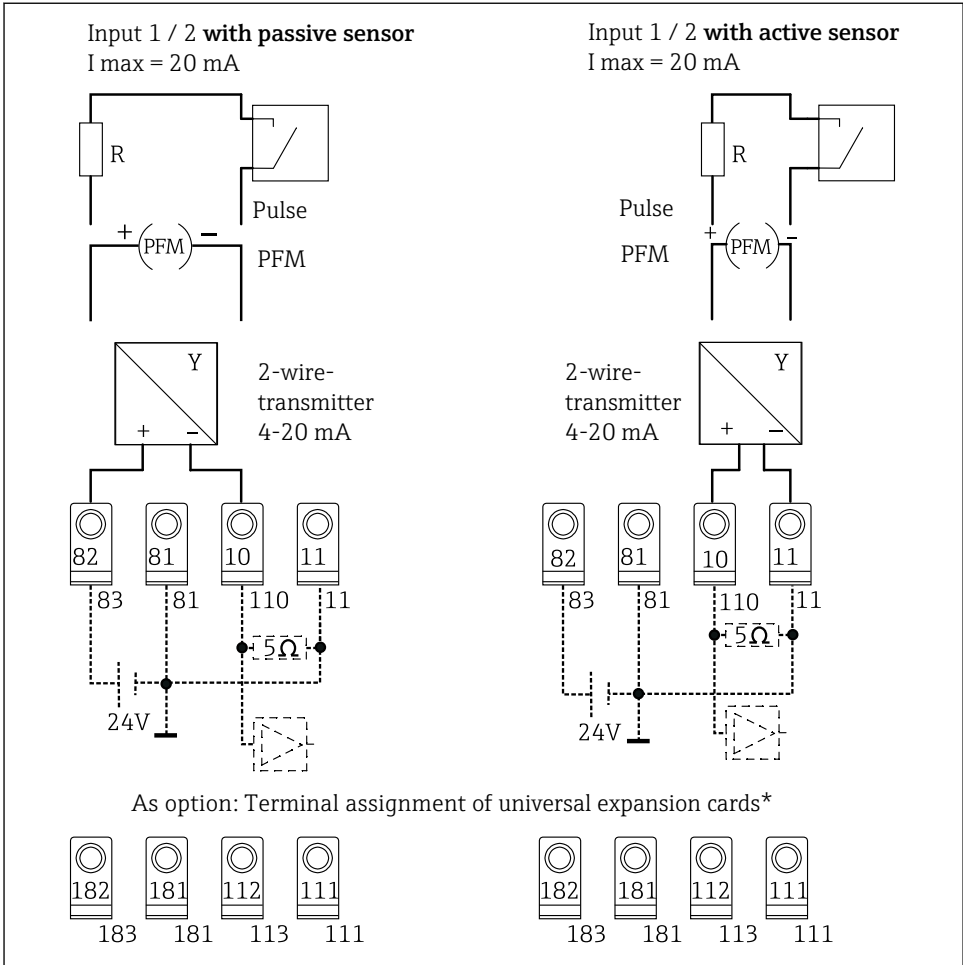 Input 1 / 2 with passive sensor
I max = 20 mA
R
Pulse
+ PFM –
PFM
Y
+ –
2-wire-
transmitter
4-20 mA
82 81 10 11
83 81 110 11
5Ω
24V
Input 1 / 2 with active sensor
I max = 20 mA
R
Pulse
+ PFM -
PFM
Y
+ –
2-wire-
transmitter
4-20 mA
82 81 10 11
83 81 110 11
5Ω
24V
As option: Terminal assignment of universal expansion cards*
182 181 112 111
183 181 113 111
182 181 112 111
183 181 113 111